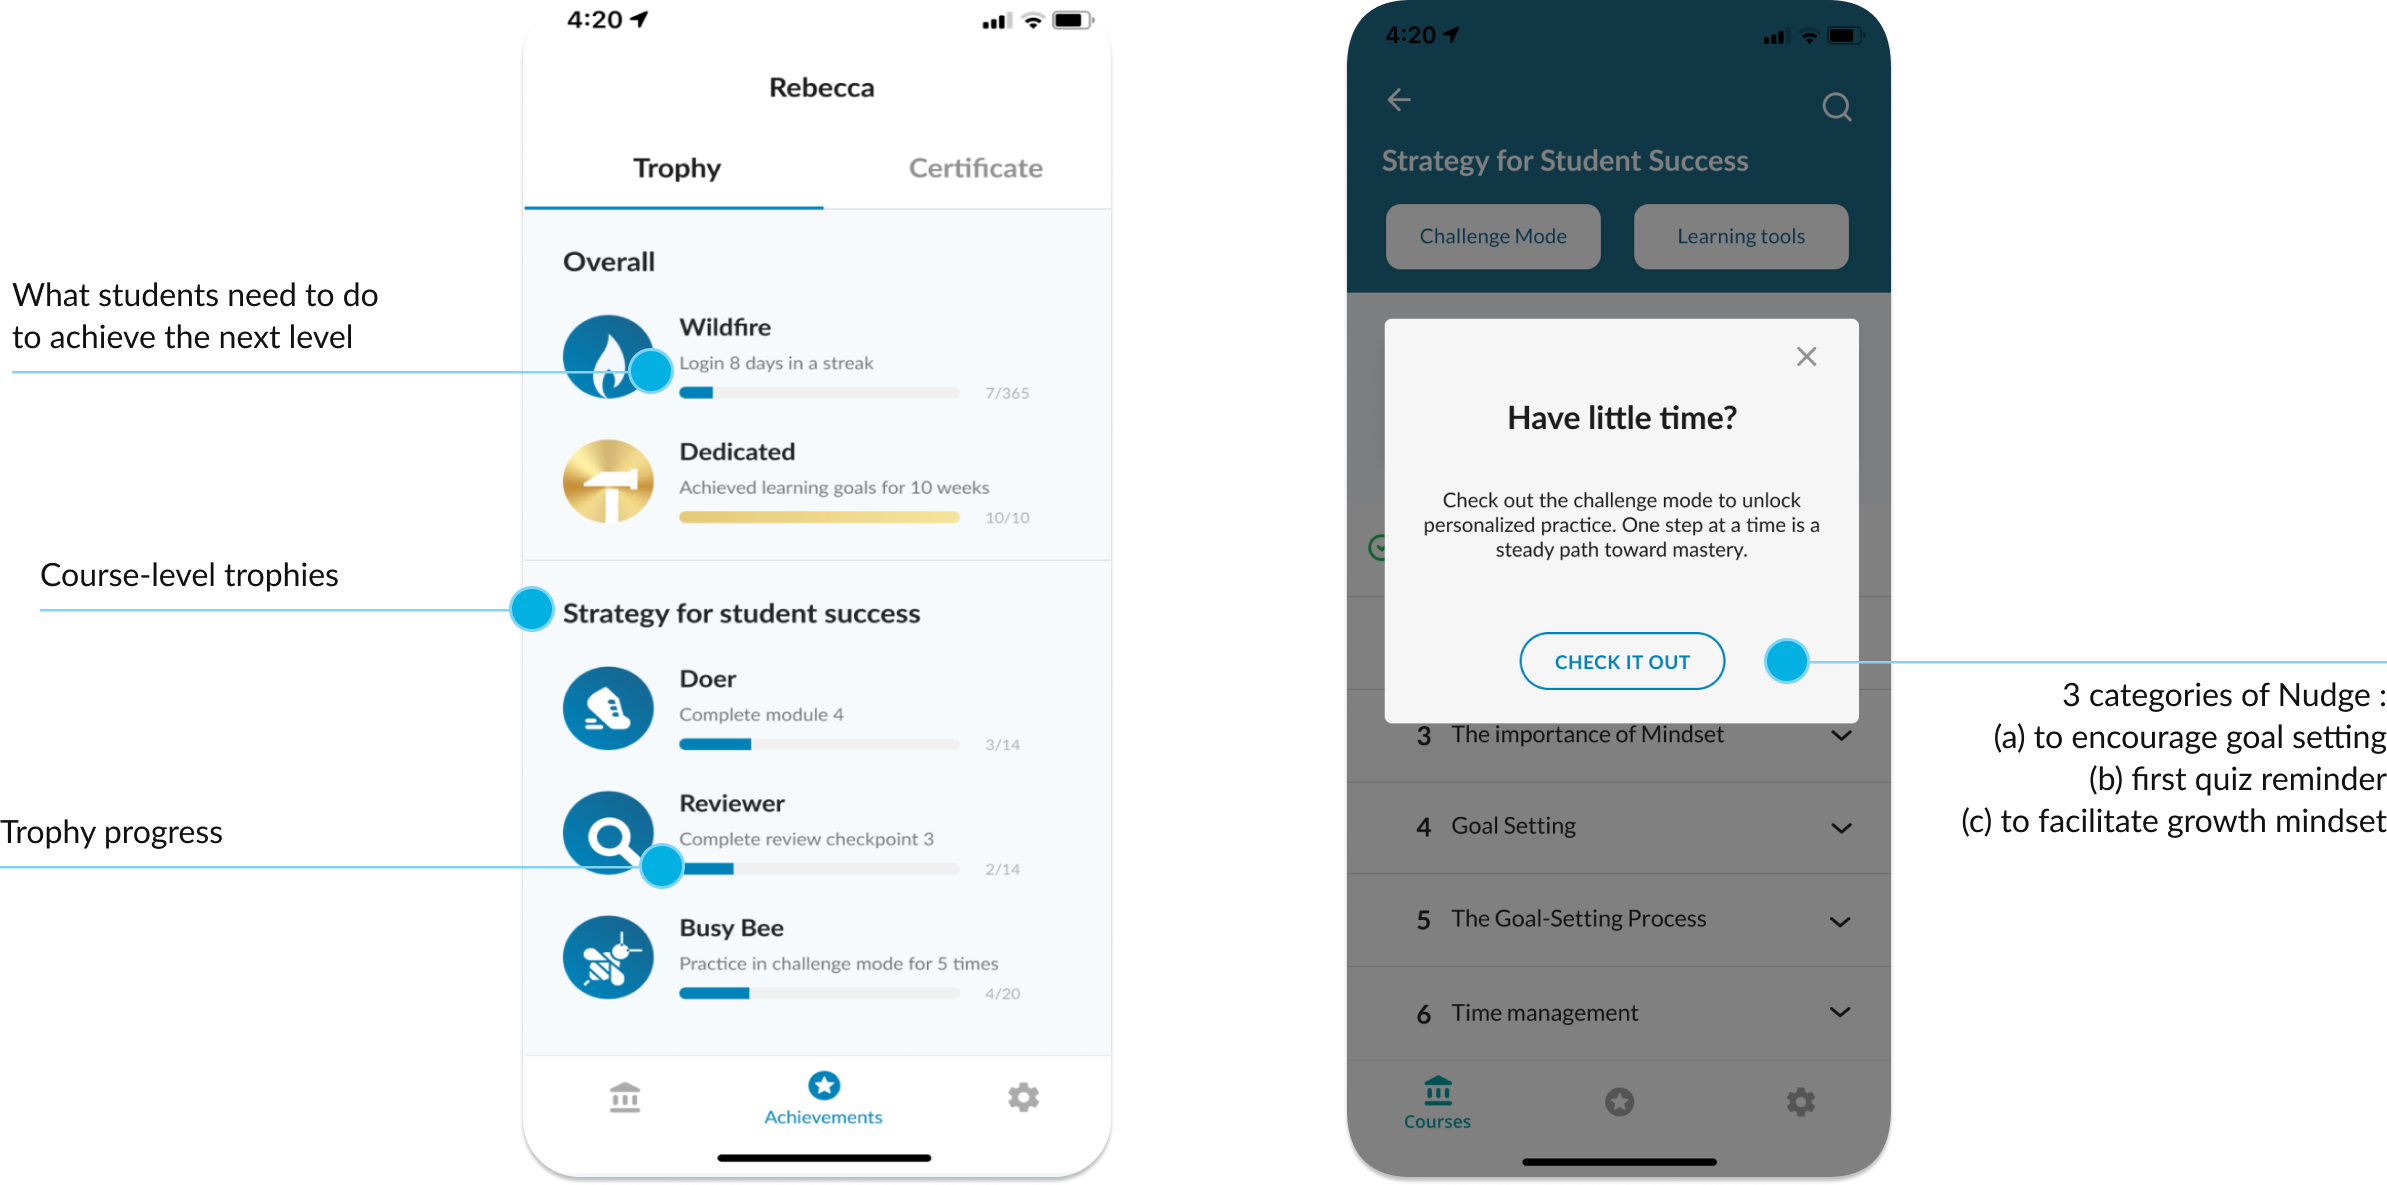 What students need to do
to achieve the next level
Course-level trophies
Trophy progress
4:20
Rebecca
Trophy
Certificate
Overall
Wildfire
Login 8 days in a streak
7/365
Dedicated
Achieved learning goals for 10 weeks
10/10
Strategy for student success
Doer
Complete module 4
3/14
Reviewer
Complete review checkpoint 3
2/14
Busy Bee
Practice in challenge mode for 5 times
4/20
Achievements
4:20
Strategy for Student Success
Challenge Mode
Learning tools
Have little time?
Check out the challenge mode to unlock
personalized practice. One step at a time is a
steady path toward mastery.
CHECK IT OUT
3 The importance of Mindset
4 Goal Setting
5 The Goal-Setting Process
6 Time management
Courses
3 categories of Nudge :
(a) to encourage goal setting
(b) first quiz reminder
(c) to facilitate growth mindset